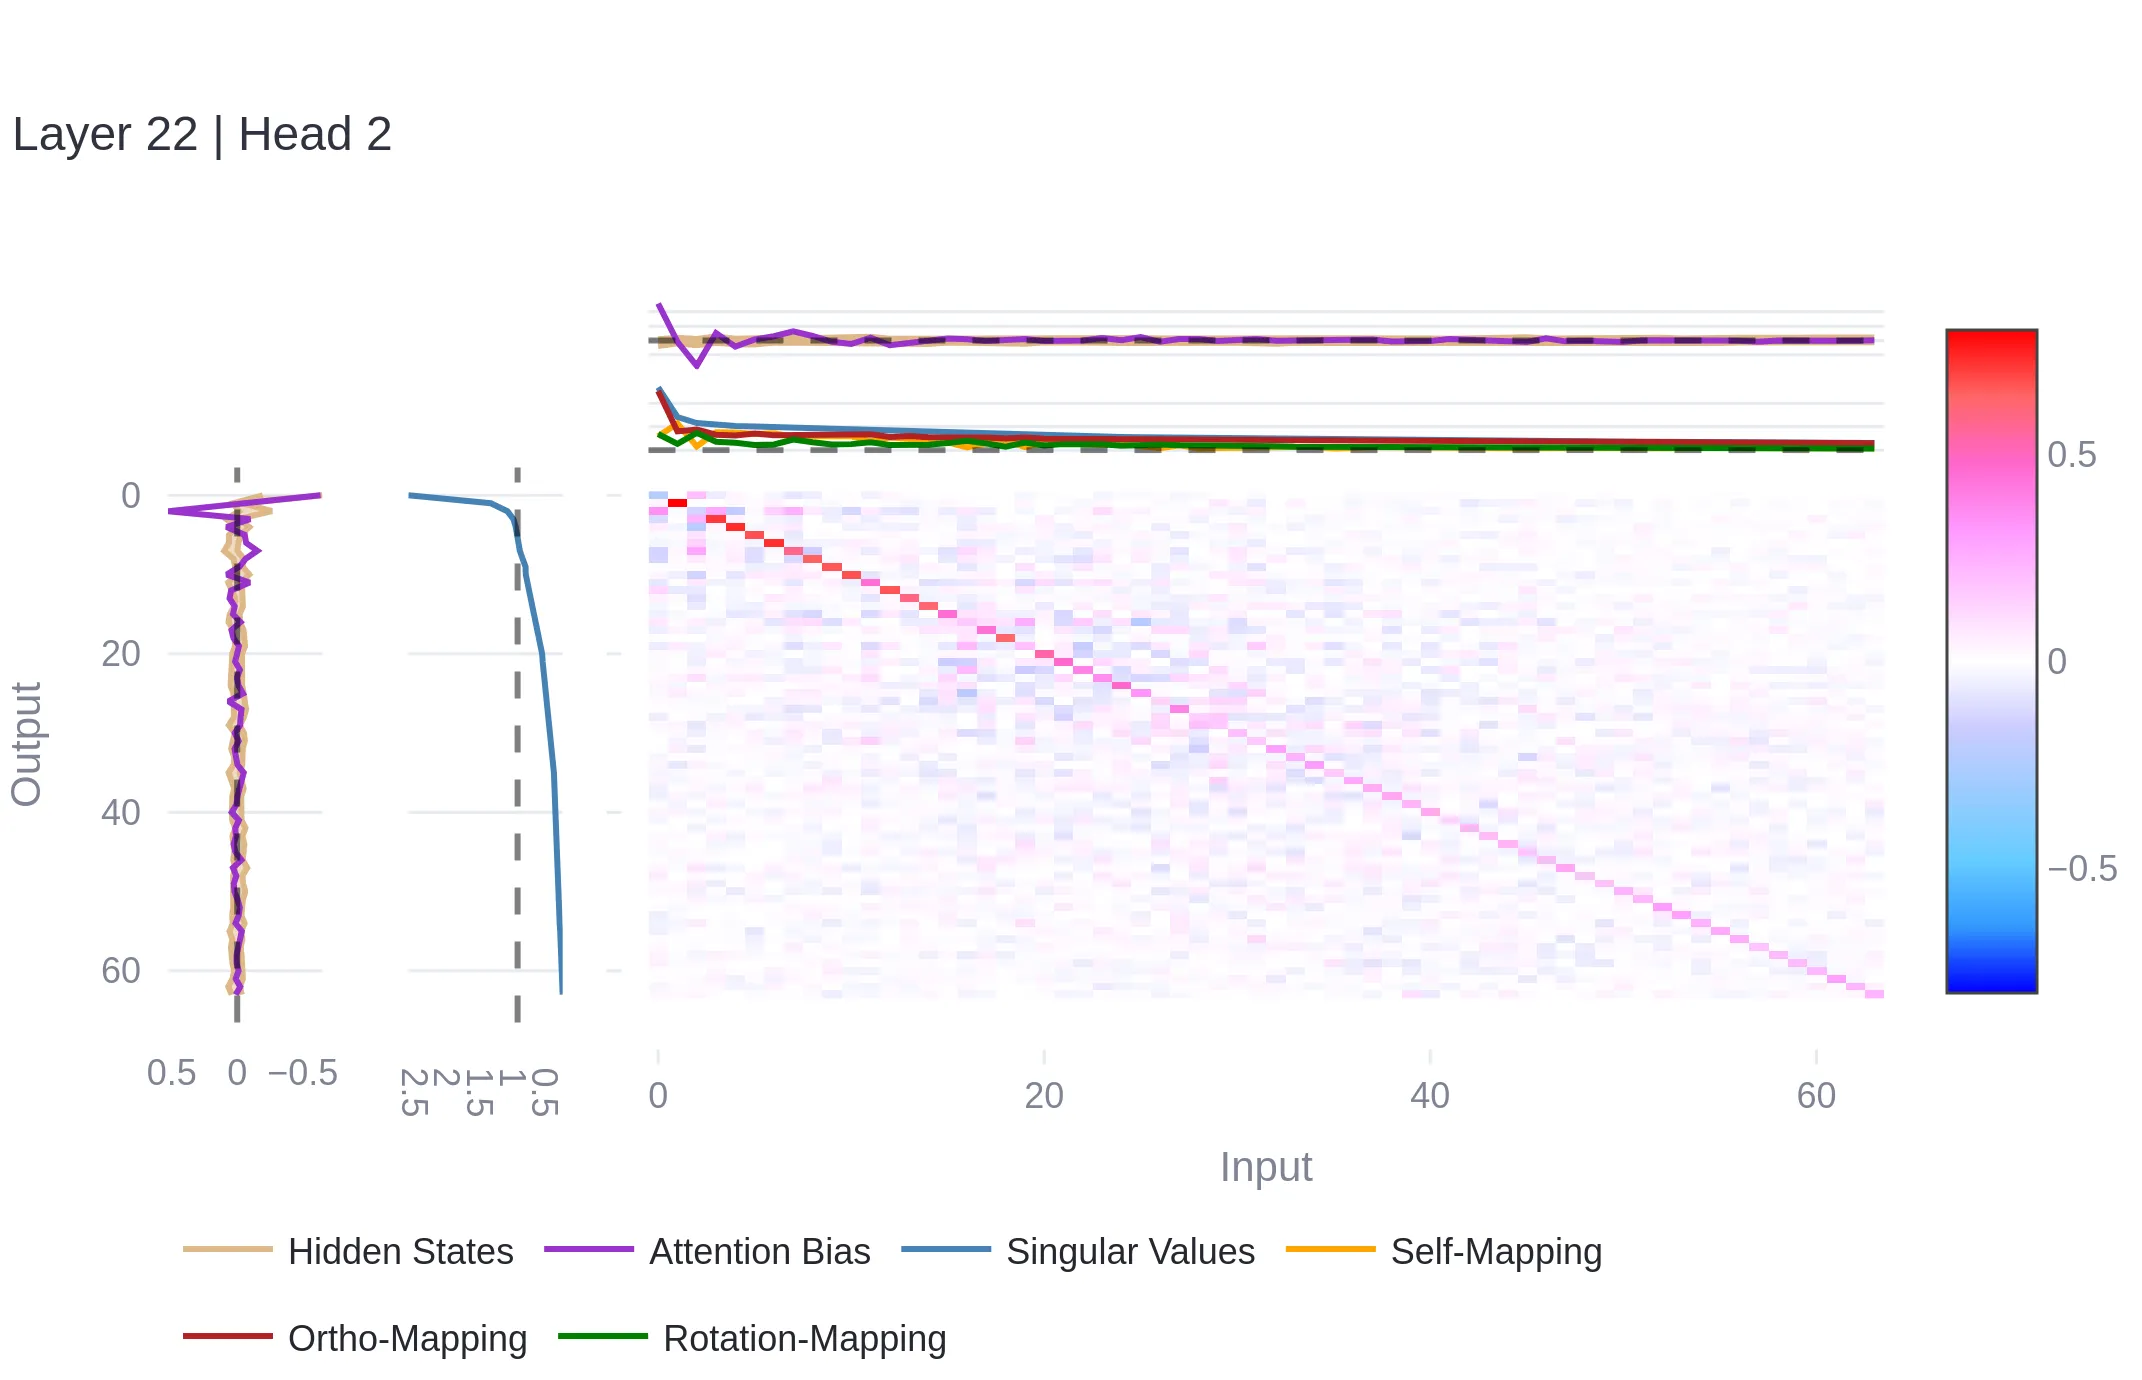 Layer 22 | Head 2
0
20
40
60
Output
0.5 0 −0.5
2.5 2 1.5 1 0.5
0 20 40 60
Input
0.5
0
−0.5
Hidden States Attention Bias Singular Values Self-Mapping
Ortho-Mapping Rotation-Mapping